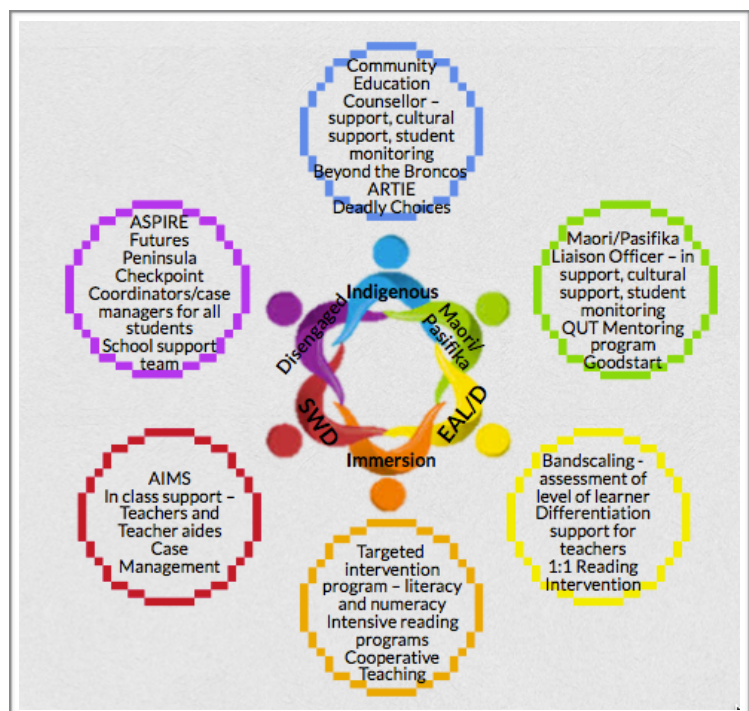 Community
Education
Counsellor –
support, cultural
support, student
monitoring
Beyond the Broncos
ARTIE
Deadly Choices
ASPIRE
Futures
Peninsula
Checkpoint
Coordinators/case
managers for all
students
School support
team
Maori/Pasifika
Liaison Officer – in
support, cultural
support, student
monitoring
QUT Mentoring
program
Goodstart
Indigenous
Disengaged
Maori/
Pasifika
SWD
EAL/D
Immersion
AIMS
In class support –
Teachers and
Teacher aides
Case
Management
Bandscaling -
assessment of
level of learner
Differentiation
support for
teachers
1:1 Reading
Intervention
Targeted
intervention
program – literacy
and numeracy
Intensive reading
programs
Cooperative
Teaching